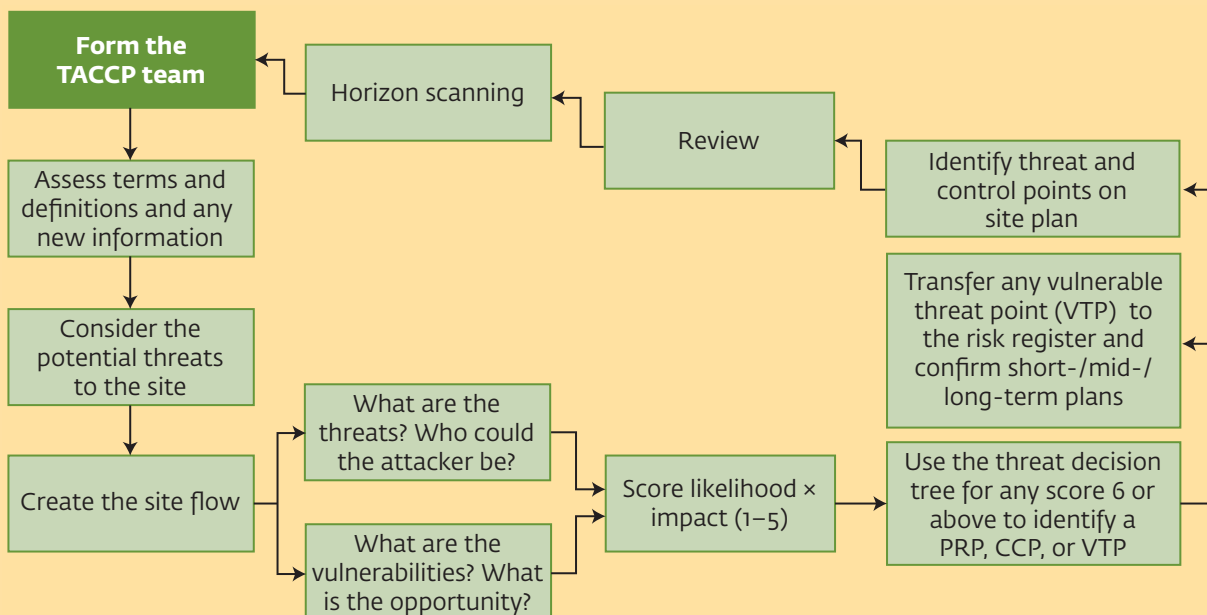 Form the
TACCP team
Assess terms and
definitions and any
new information
Consider the
potential threats
to the site
Create the site flow
What are the
threats? Who could
the attacker be?
What are the
vulnerabilities? What
is the opportunity?
Score likelihood ×
impact (1–5)
Use the threat decision
tree for any score 6 or
above to identify a
PRP, CCP, or VTP
Transfer any vulnerable
threat point (VTP) to
the risk register and
confirm short-/mid-/
long-term plans
Identify threat and
control points on
site plan
Review
Horizon scanning